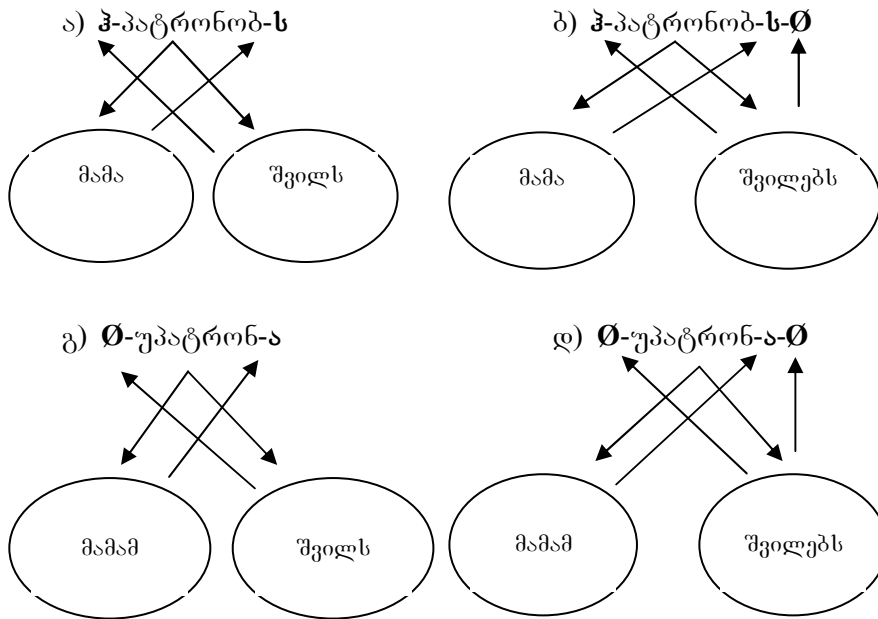 ა) ჰ-პატრონობ-ს
ბ) ჰ-პატრონობ-ს-Ø
მამა
შვილს
მამა
შვილებს
გ) Ø-უპატრონ-ა
დ) Ø-უპატრონ-ა-Ø
მამამ
შვილს
მამამ
შვილებს